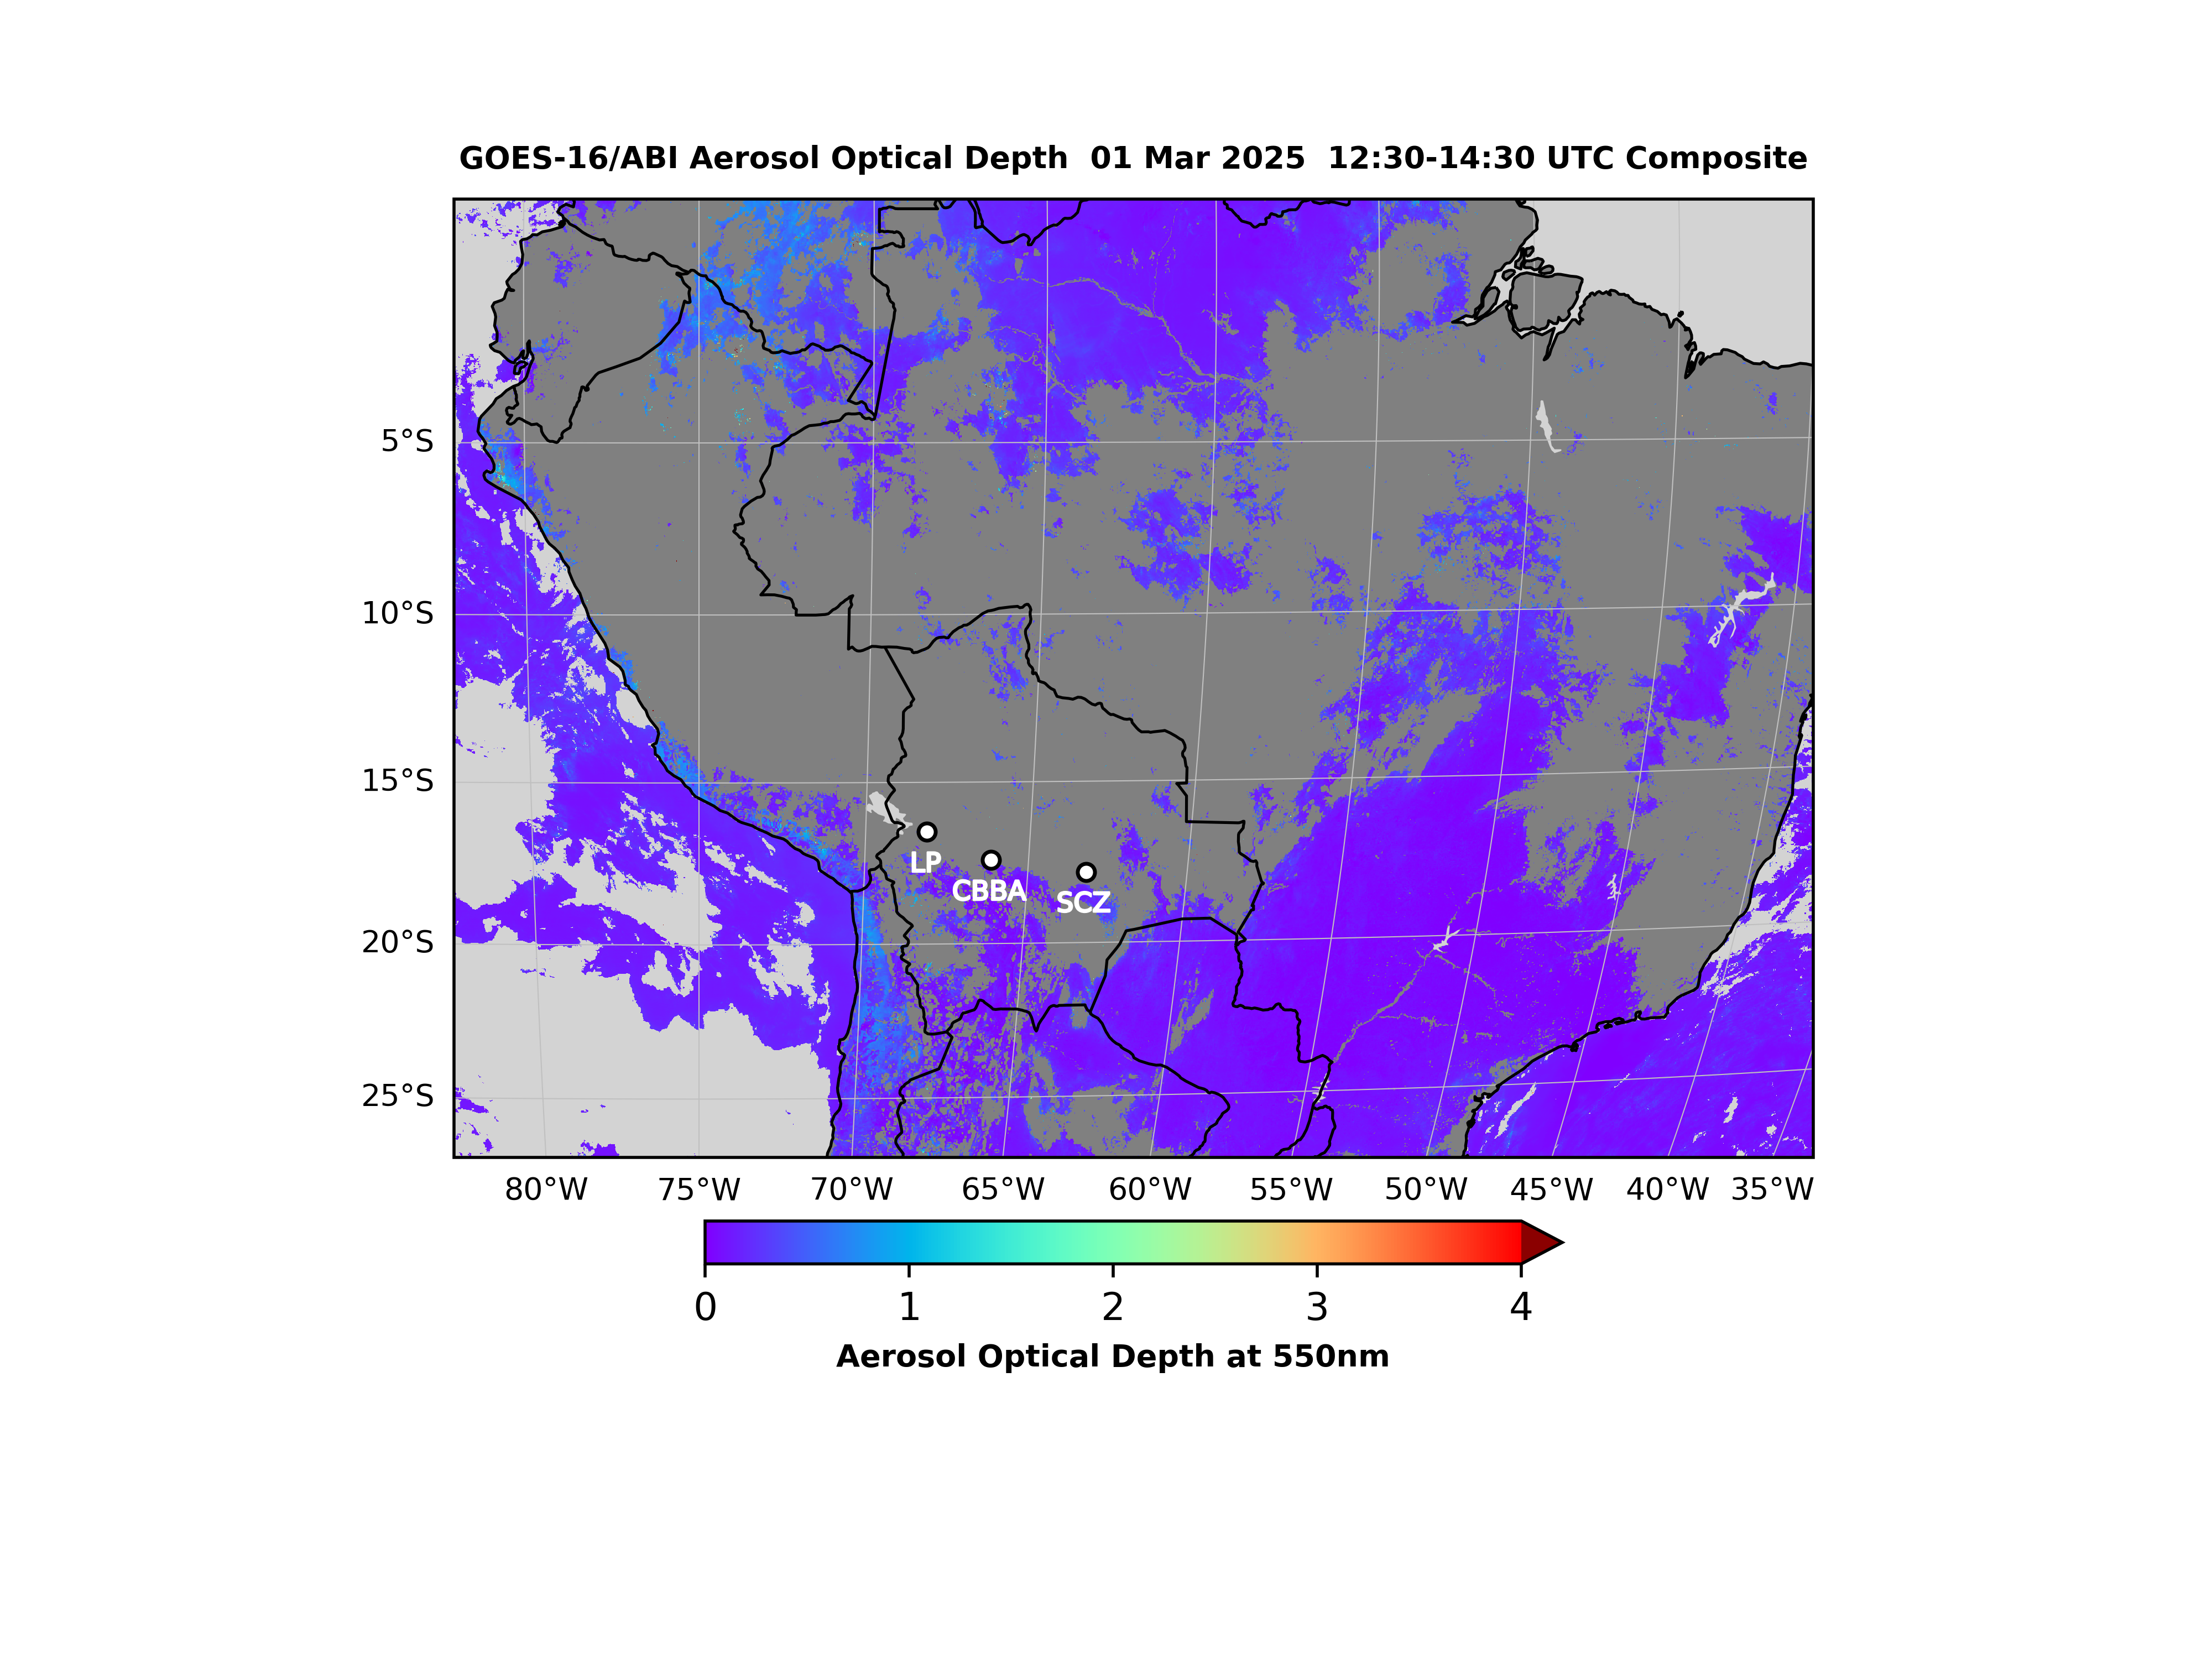 GOES-16/ABI Aerosol Optical Depth  01 Mar 2025  12:30-14:30 UTC Composite
5°S
10°S
15°S
LP
CBBA
SCZ
20°S
25°S
80°W 75°W 70°W 65°W 60°W 55°W 50°W 45°W 40°W 35°W
0 1 2 3 4
Aerosol Optical Depth at 550nm